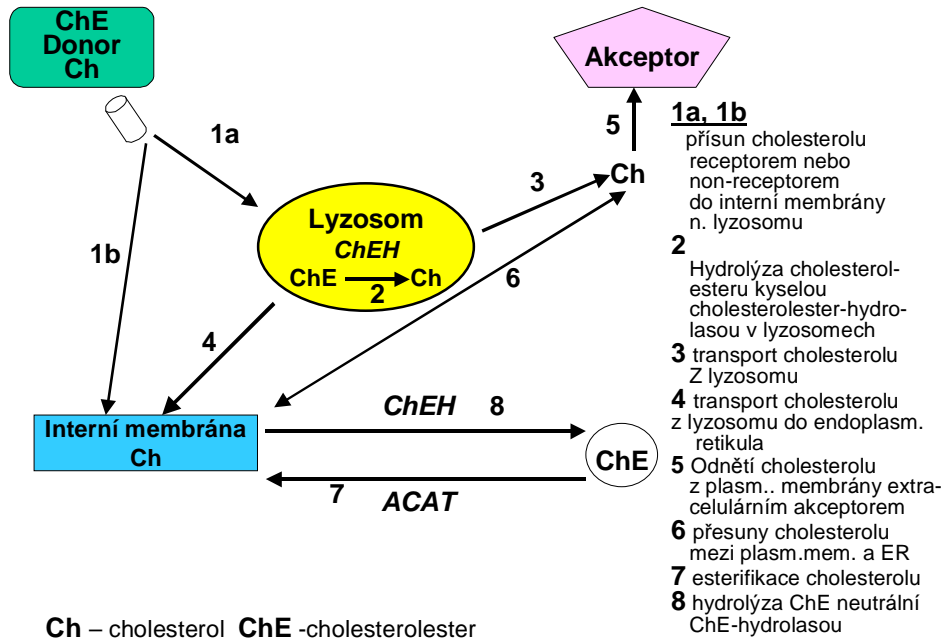 ChE
Donor
Ch
1a
1b
Lyzosom
ChEH
ChE
Ch
2
3
4
5
6
Akceptor
Ch
Interní membrána
Ch
ChEH 8
7 ACAT
ChE
1a, 1b
přísun cholesterolu
receptorem nebo
non-receptorem
do interní membrány
n. lyzosomu
2
Hydrolýza cholesterol-
esteru kyselou
cholesterolester-hydro-
lasou v lyzosomech
3 transport cholesterolu
Z lyzosomu
4 transport cholesterolu
z lyzosomu do endoplasm.
retikula
5 Odnětí cholesterolu
z plasm.. membrány extra-
celulárním akceptorem
6 přesuny cholesterolu
mezi plasm.mem. a ER
7 esterifikace cholesterolu
8 hydrolýza ChE neutrální
ChE-hydrolasou
Ch – cholesterol ChE -cholesterolester